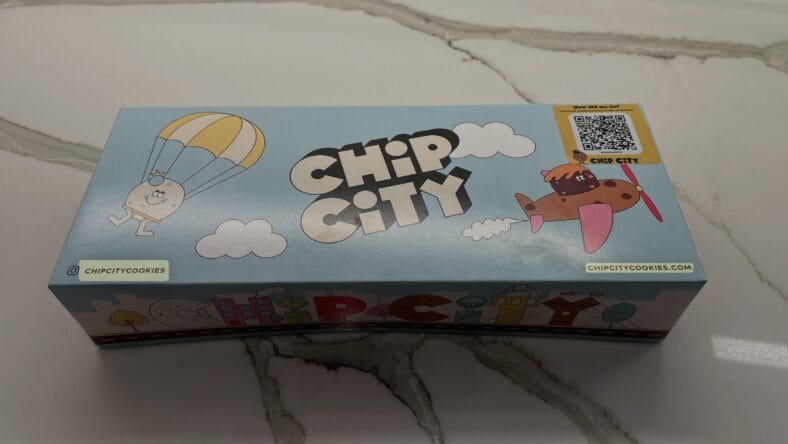 How did we do?
CHIP CITY
CHiP
CiTY
CHIPCITYCOOKIES
CHIPCITYCOOKIES.COM
CHIP CITY